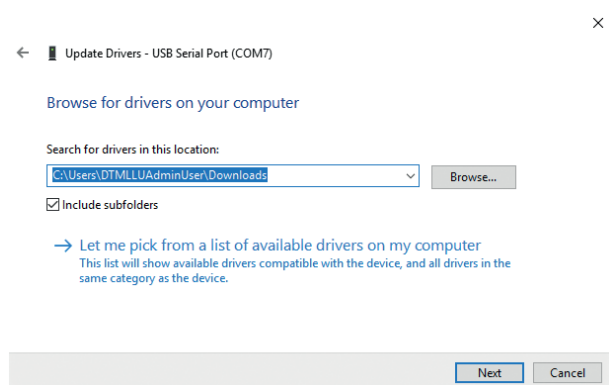 Update Drivers - USB Serial Port (COM7)
Browse for drivers on your computer
Search for drivers in this location:
C:\Users\DTMLLUAdminUser\Downloads
Browse...
Include subfolders
Let me pick from a list of available drivers on my computer
This list will show available drivers compatible with the device, and all drivers in the
same category as the device.
Next
Cancel